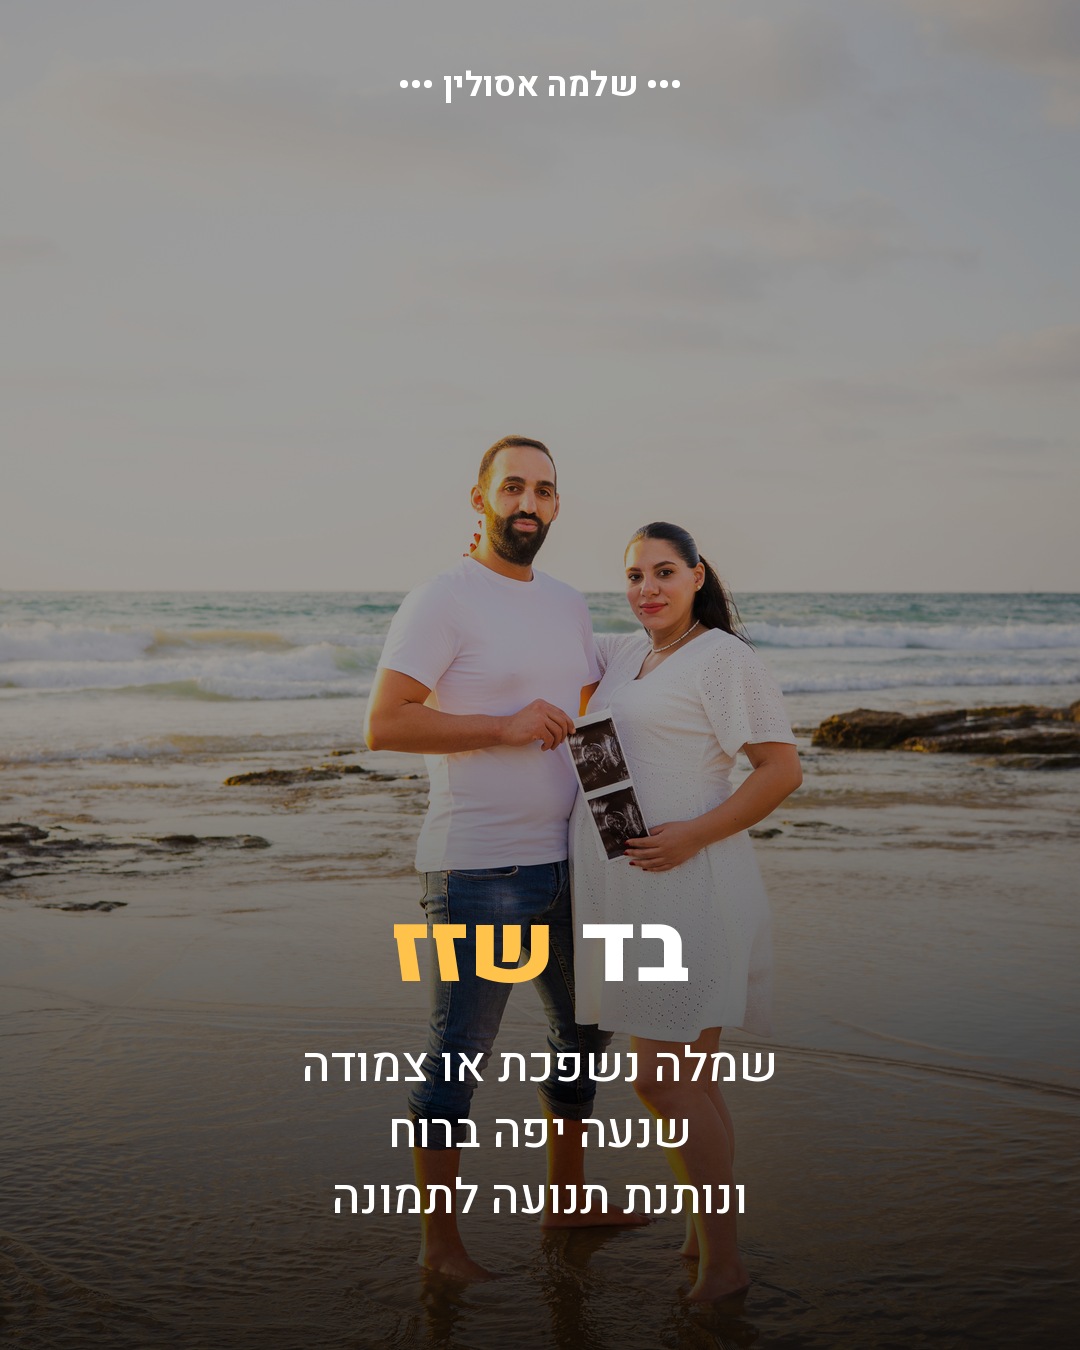 ••• שלמה אסולין •••
בד שזז
שמלה נשפכת או צמודה
שנעה יפה ברוח
ונותנת תנועה לתמונה